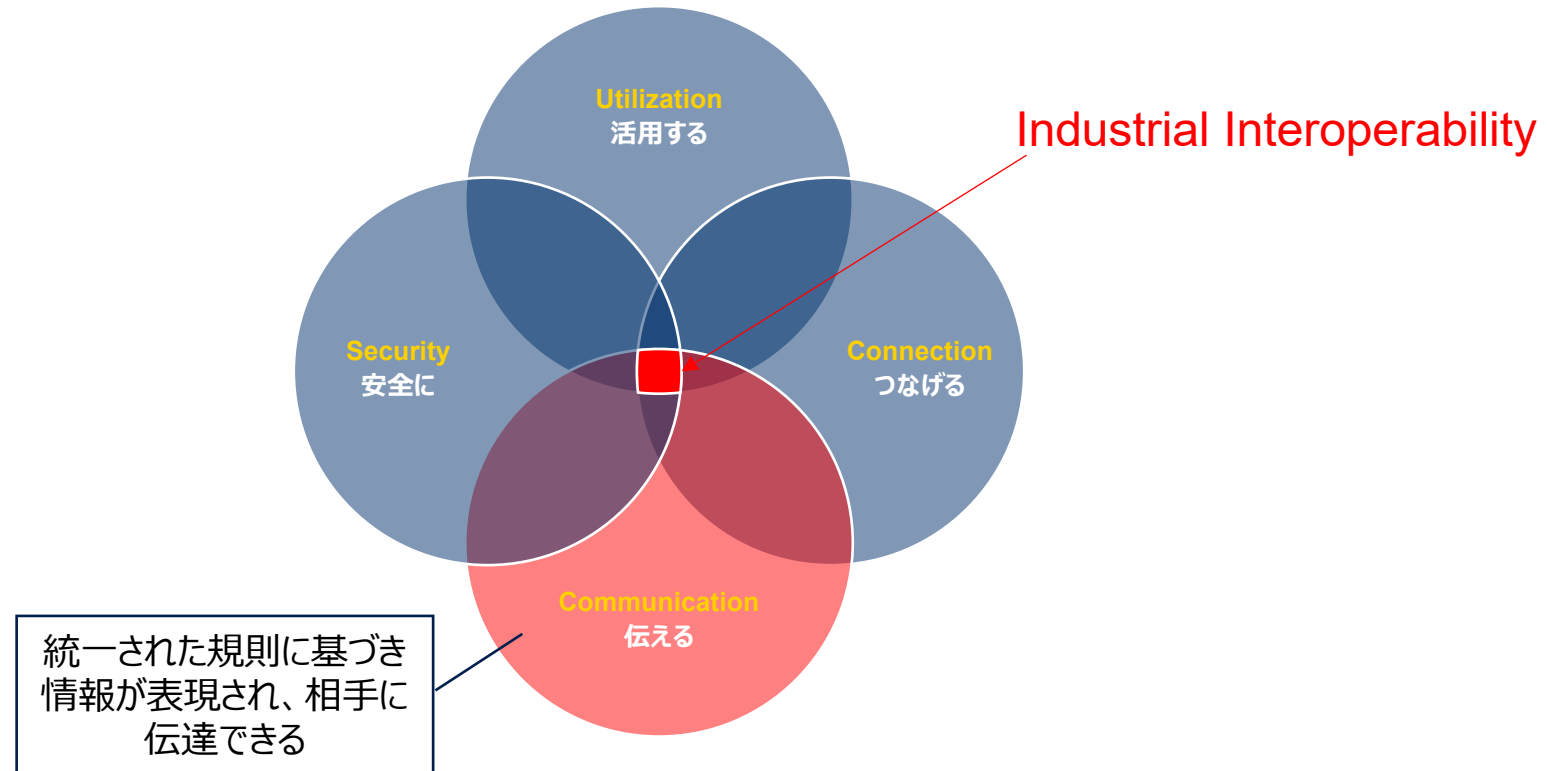 Utilization
活用する
Industrial Interoperability
Security
安全に
Connection
つなげる
Communication
伝える
統一された規則に基づき
情報が表現され、相手に
伝達できる